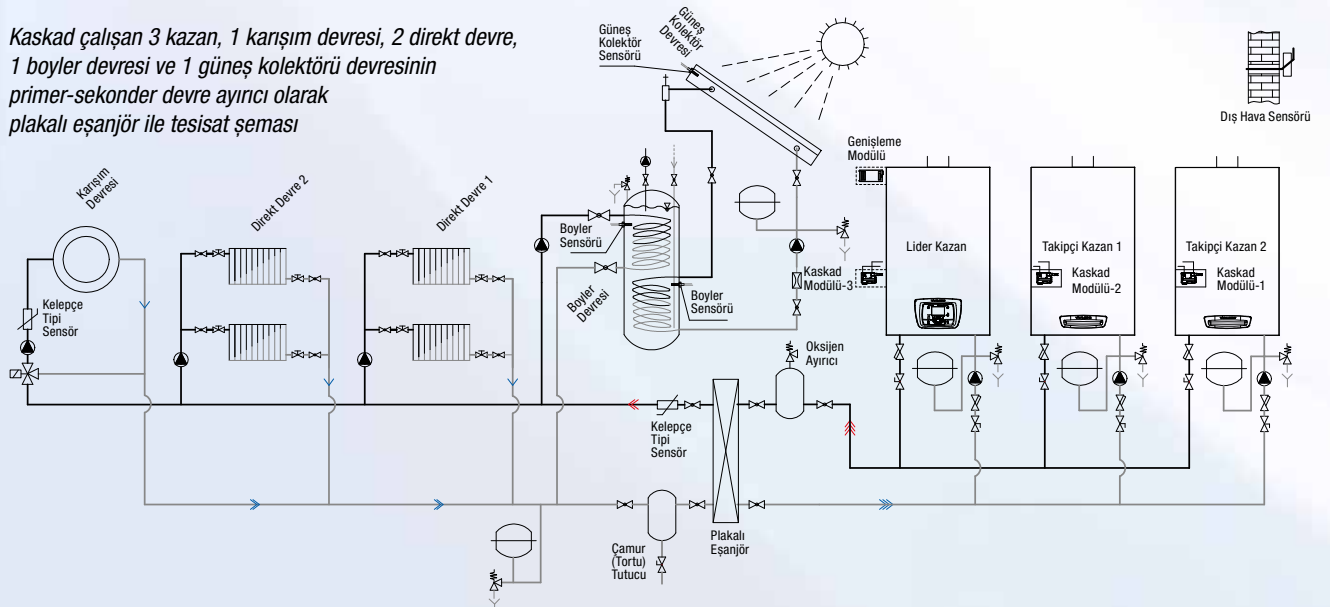 Kaskad çalışan 3 kazan, 1 karışım devresi, 2 direkt devre,
1 boyler devresi ve 1 güneş kolektörü devresinin
primer-sekonder devre ayırıcı olarak
plakalı eşanjör ile tesisat şeması
Güneş
Kolektör
Sensörü
Güneş
Kolektör
Devresi
Dış Hava Sensörü
Genişleme
Modülü
Karışım
Devresi
Direkt Devre 2
Direkt Devre 1
Boyler
Sensörü
Lider Kazan
Takipçi Kazan 1
Takipçi Kazan 2
Kaskad
Modülü-3
Kaskad
Modülü-2
Kaskad
Modülü-1
Kelepçe
Tipi
Sensör
Boyler
Devresi
Boyler
Sensörü
Oksijen
Ayırıcı
Kelepçe
Tipi
Sensör
Plakalı
Eşanjör
Çamur
(Tortu)
Tutucu